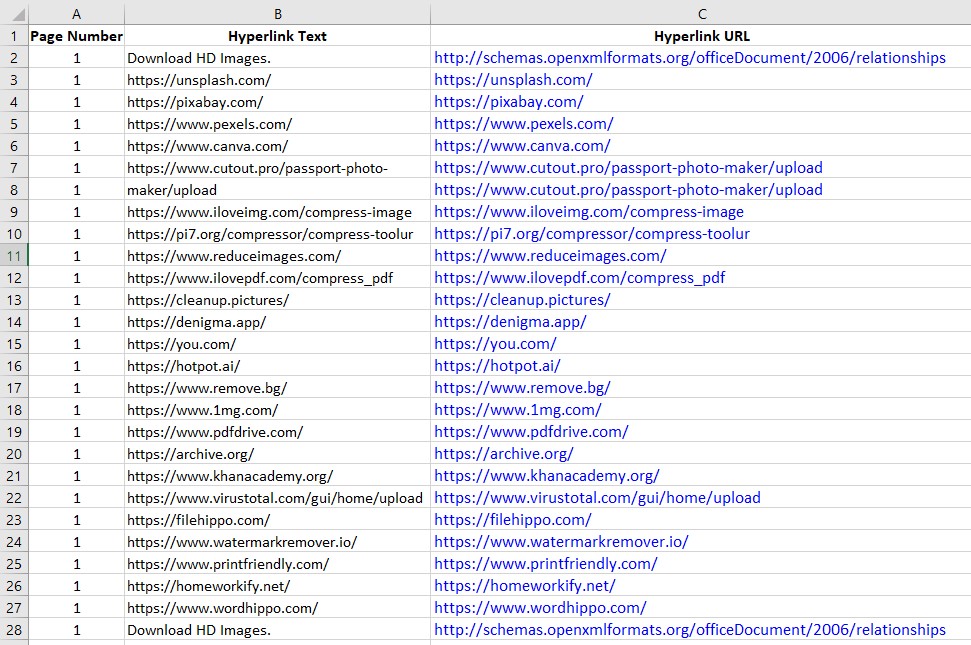 A B C
1 Page Number Hyperlink Text Hyperlink URL
2 1 Download HD Images. http://schemas.openxmlformats.org/officeDocument/2006/relationships
3 1 https://unsplash.com/ https://unsplash.com/
4 1 https://pixabay.com/ https://pixabay.com/
5 1 https://www.pexels.com/ https://www.pexels.com/
6 1 https://www.canva.com/ https://www.canva.com/
7 1 https://www.cutout.pro/passport-photo- https://www.cutout.pro/passport-photo-maker/upload
8 1 maker/upload https://www.cutout.pro/passport-photo-maker/upload
9 1 https://www.iloveimg.com/compress-image https://www.iloveimg.com/compress-image
10 1 https://pi7.org/compressor/compress-toolur https://pi7.org/compressor/compress-toolur
11 1 https://www.reduceimages.com/ https://www.reduceimages.com/
12 1 https://www.ilovepdf.com/compress_pdf https://www.ilovepdf.com/compress_pdf
13 1 https://cleanup.pictures/ https://cleanup.pictures/
14 1 https://denigma.app/ https://denigma.app/
15 1 https://you.com/ https://you.com/
16 1 https://hotpot.ai/ https://hotpot.ai/
17 1 https://www.remove.bg/ https://www.remove.bg/
18 1 https://www.1mg.com/ https://www.1mg.com/
19 1 https://www.pdfdrive.com/ https://www.pdfdrive.com/
20 1 https://archive.org/ https://archive.org/
21 1 https://www.khanacademy.org/ https://www.khanacademy.org/
22 1 https://www.virustotal.com/gui/home/upload https://www.virustotal.com/gui/home/upload
23 1 https://filehippo.com/ https://filehippo.com/
24 1 https://www.watermarkremover.io/ https://www.watermarkremover.io/
25 1 https://www.printfriendly.com/ https://www.printfriendly.com/
26 1 https://homeworkify.net/ https://homeworkify.net/
27 1 https://www.wordhippo.com/ https://www.wordhippo.com/
28 1 Download HD Images. http://schemas.openxmlformats.org/officeDocument/2006/relationships